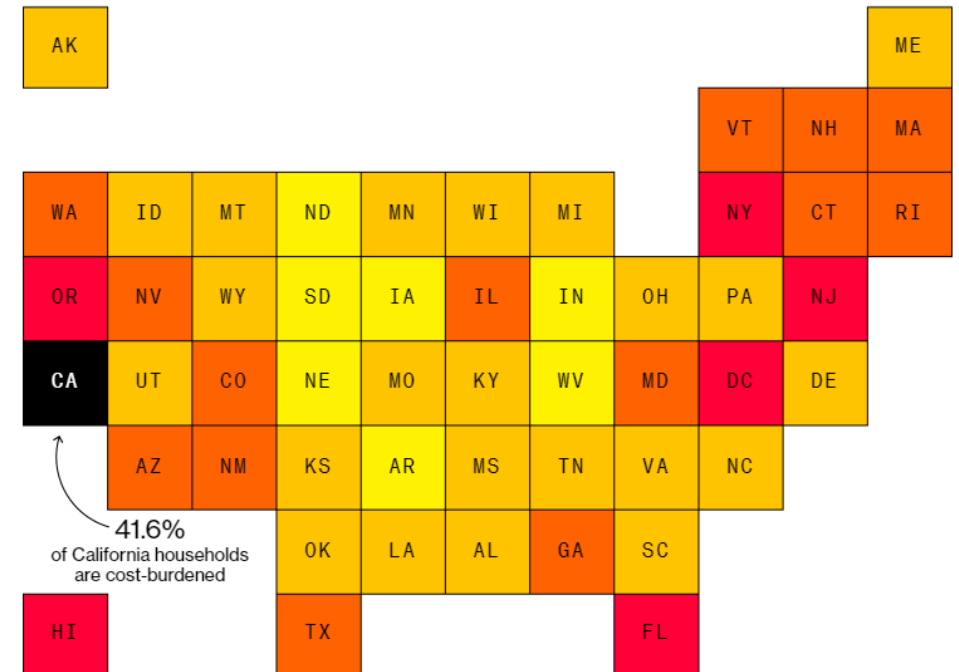 AK ME
VT NH MA
WA ID MT ND MN WI MI NY CT RI
OR NV WY SD IA IL IN OH PA NJ
CA UT CO NE MO KY WV MD DC DE
AZ NM KS AR MS TN VA NC
41.6%
of California households
are cost-burdened
OK LA AL GA SC
HI TX FL